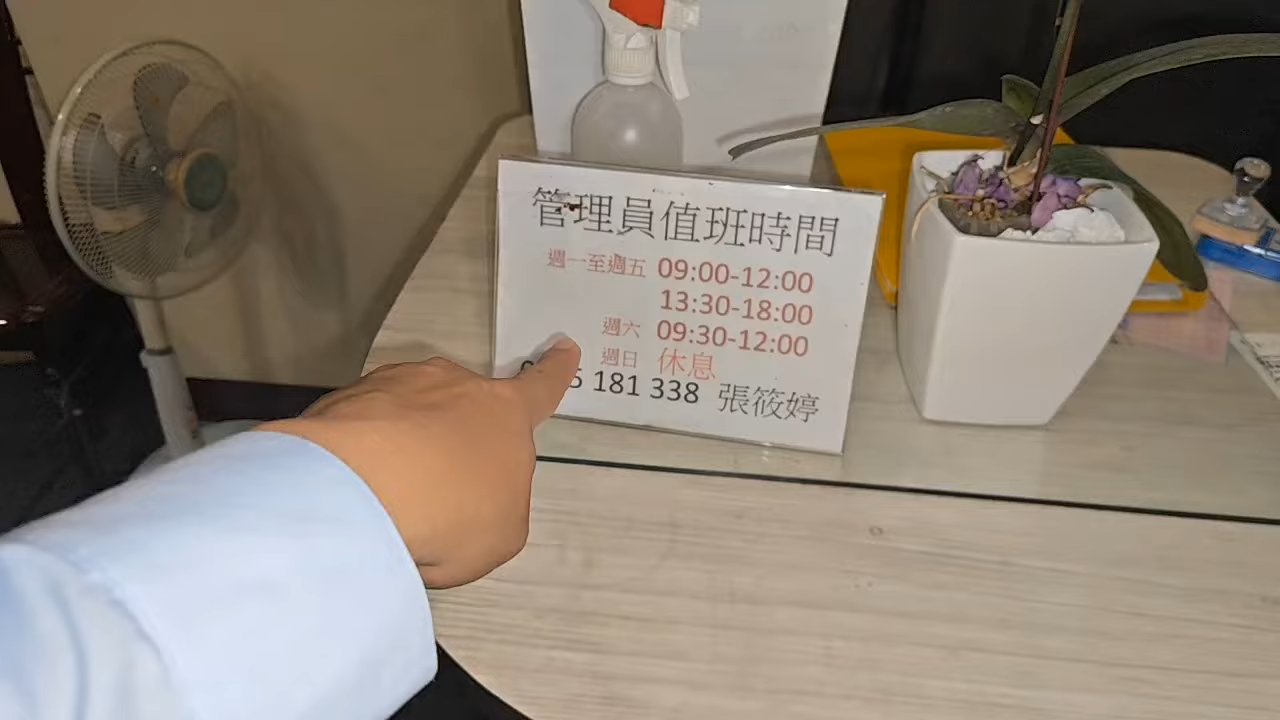 管理員值班時間
週一至週五 09:00-12:00
13:30-18:00
週六 09:30-12:00
週日 休息
181 338 張筱婷